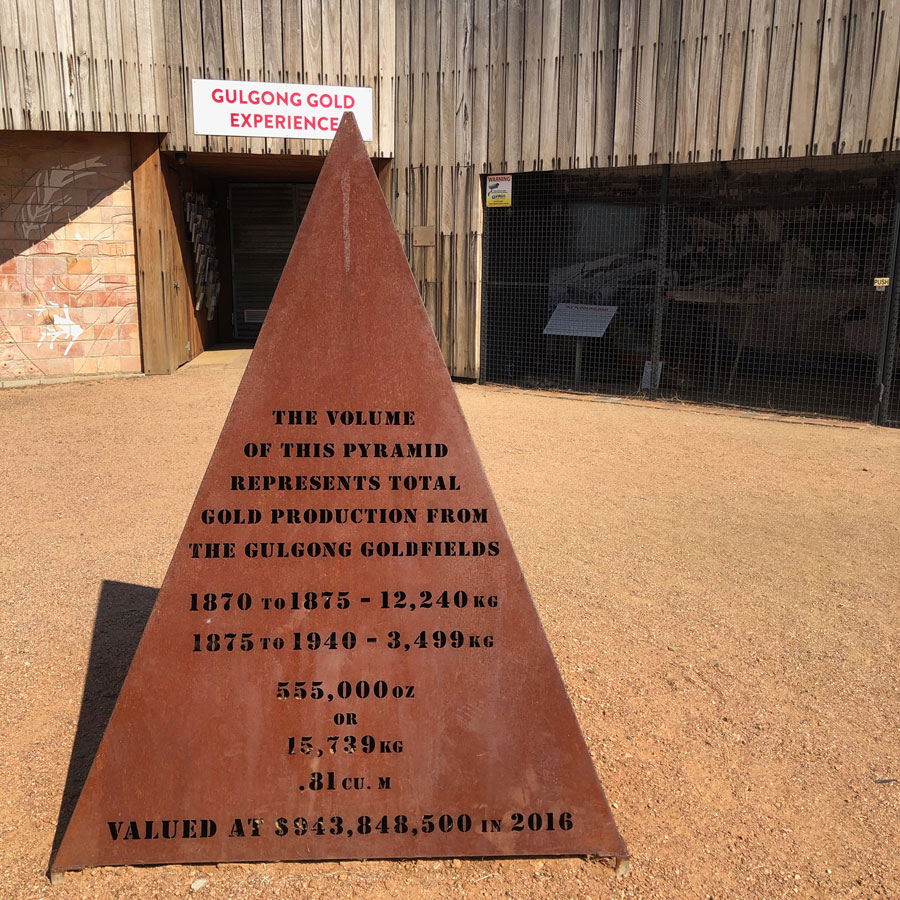 GULGONG GOLD
EXPERIENCE
WARNING
PUSH
THE VOLUME
OF THIS PYRAMID
REPRESENTS TOTAL
GOLD PRODUCTION FROM
THE GULGONG GOLDFIELDS
1870 TO 1875 - 12,240 KG
1875 TO 1940 - 3,499 KG
555,000 OZ
OR
15,739 KG
.81 CU. M
VALUED AT $943,848,500 IN 2016